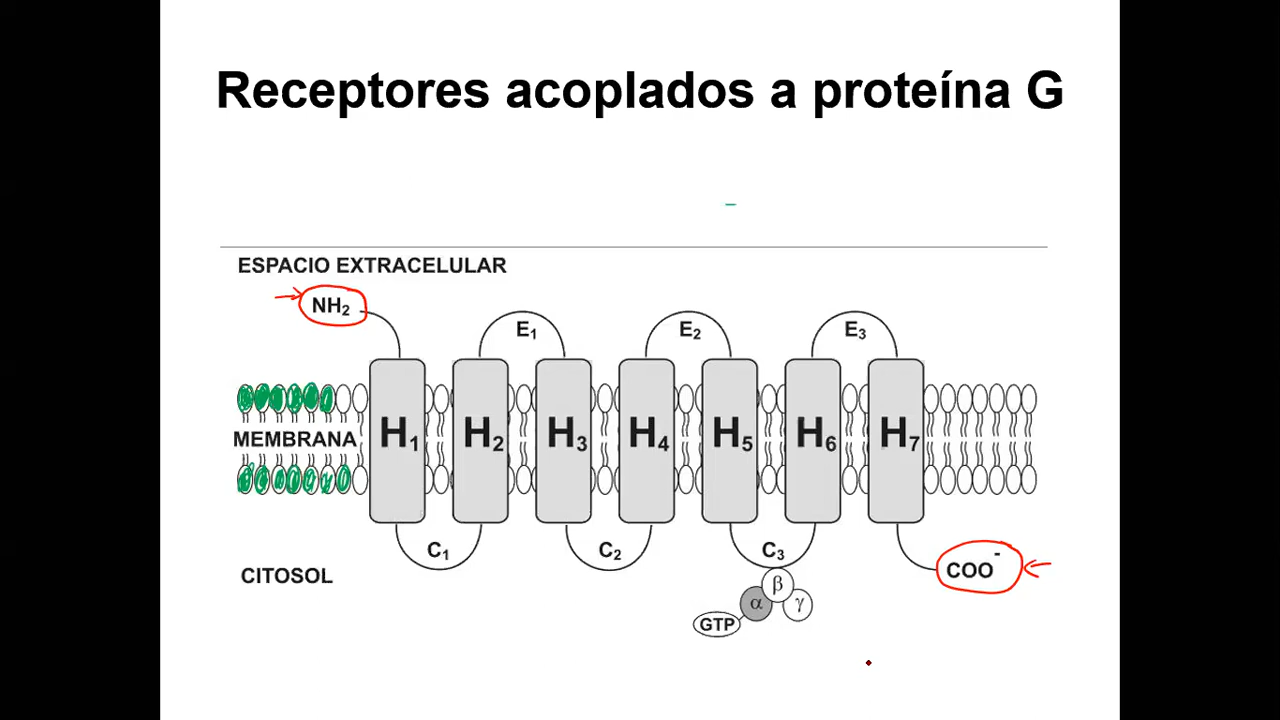 Receptores acoplados a proteína G
ESPACIO EXTRACELULAR
NH₂
E₁ E₂ E₃
MEMBRANA H₁ H₂ H₃ H₄ H₅ H₆ H₇
C₁ C₂ C₃
CITOSOL COO⁻
β
α γ
GTP